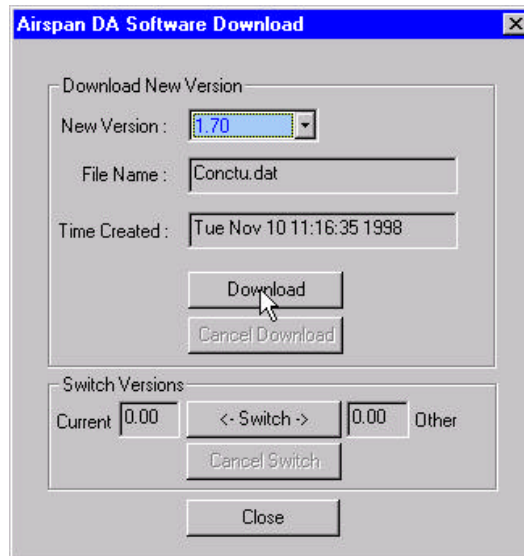 Airspan DA Software Download
Download New Version
New Version : 1.70
File Name : Conctu.dat
Time Created : Tue Nov 10 11:16:35 1998
Download
Cancel Download
Switch Versions
Current 0.00 <- Switch -> 0.00 Other
Cancel Switch
Close